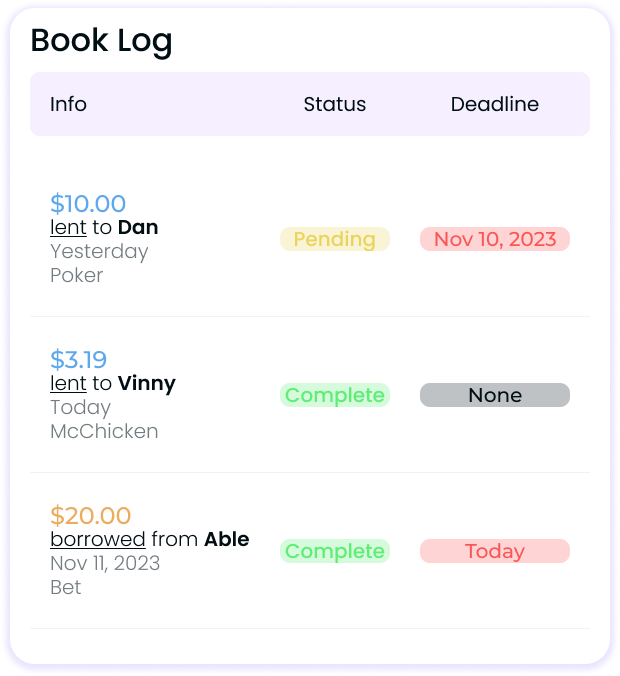 Book Log
Info Status Deadline
$10.00
lent to Dan
Yesterday
Poker
Pending
Nov 10, 2023
$3.19
lent to Vinny
Today
McChicken
Complete
None
$20.00
borrowed from Able
Nov 11, 2023
Bet
Complete
Today